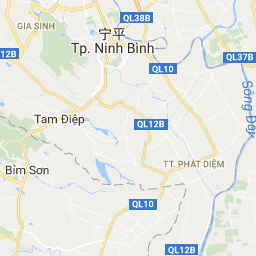 QL38B
GIA SINH
宁平
Tp. Ninh Bình
QL12B
QL37B
QL10
Sông Đáy
Tam Điệp
QL12B
TT. PHÁT DIỆM
Bỉm Sơn
QL10
QL12B